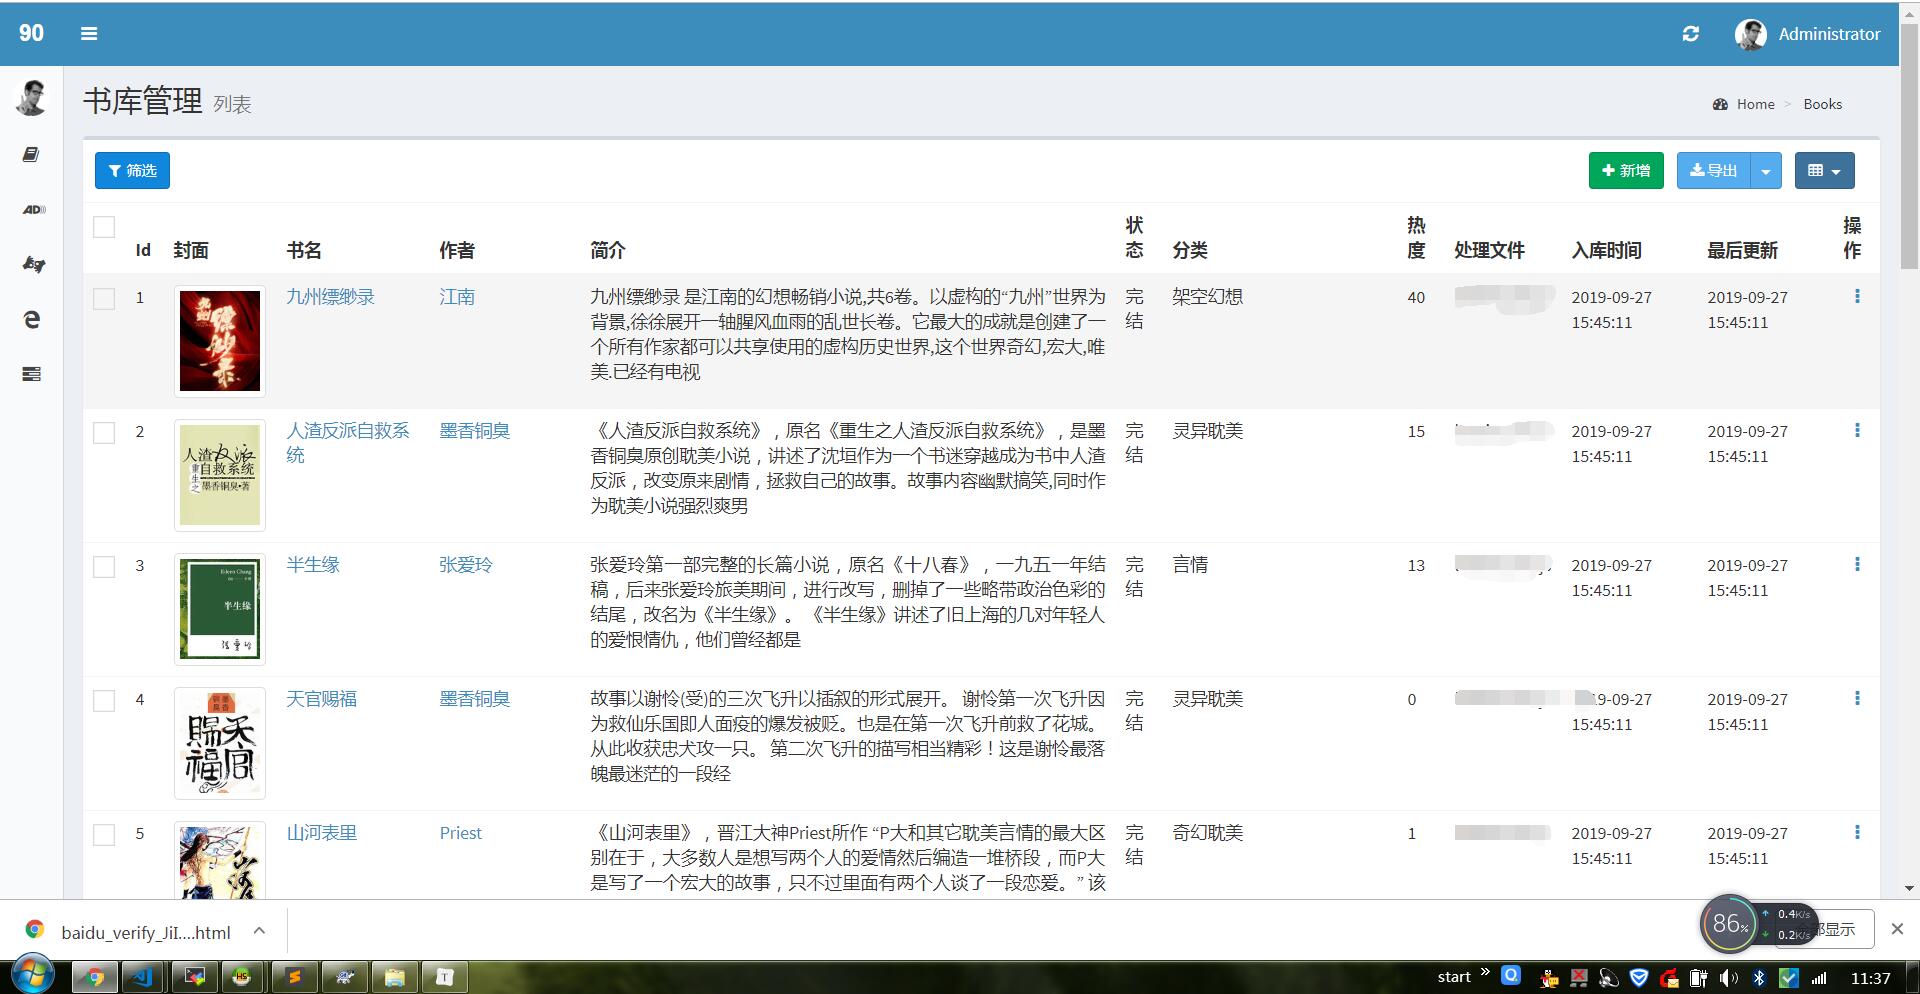 90
Administrator
书库管理 列表
Home > Books
筛选
新增
导出
Id 封面 书名 作者 简介 状态 分类 热度 处理文件 入库时间 最后更新 操作
1 九州缥缈录 江南
九州缥缈录 是江南的幻想畅销小说,共6卷。以虚构的“九州”世界为
背景,徐徐展开一轴腥风血雨的乱世长卷。它最大的成就是创建了一
个所有作家都可以共享使用的虚构历史世界,这个世界奇幻,宏大,唯
美.已经有电视
完结 架空幻想 40 2019-09-27 15:45:11 2019-09-27 15:45:11
人渣反派
自救系统
重生之
墨香铜臭·著
2 人渣反派自救系统 墨香铜臭
《人渣反派自救系统》，原名《重生之人渣反派自救系统》，是墨
香铜臭原创耽美小说，讲述了沈垣作为一个书迷穿越成为书中人渣
反派，改变原来剧情，拯救自己的故事。故事内容幽默搞笑,同时作
为耽美小说强烈爽男
完结 灵异耽美 15 2019-09-27 15:45:11 2019-09-27 15:45:11
Eileen Chang
半生缘
3 半生缘 张爱玲
张爱玲第一部完整的长篇小说，原名《十八春》，一九五一年结
稿，后来张爱玲旅美期间，进行改写，删掉了一些略带政治色彩的
结尾，改名为《半生缘》。 《半生缘》讲述了旧上海的几对年轻人
的爱恨情仇，他们曾经都是
完结 言情 13 2019-09-27 15:45:11 2019-09-27 15:45:11
天官賜福
4 天官赐福 墨香铜臭
故事以谢怜(受)的三次飞升以插叙的形式展开。 谢怜第一次飞升因
为救仙乐国即人面疫的爆发被贬。也是在第一次飞升前救了花城。
从此收获忠犬攻一只。 第二次飞升的描写相当精彩！这是谢怜最落
魄最迷茫的一段经
完结 灵异耽美 0 19-09-27 15:45:11 2019-09-27 15:45:11
5 山河表里 Priest
《山河表里》，晋江大神Priest所作 “P大和其它耽美言情的最大区
别在于，大多数人是想写两个人的爱情然后编造一堆桥段，而P大
是写了一个宏大的故事，只不过里面有两个人谈了一段恋爱。” 该
完结 奇幻耽美 1 2019-09-27 15:45:11 2019-09-27 15:45:11
baidu_verify_JiI....html
86%
0.4K/s
0.2K/s
部显示
start
11:37